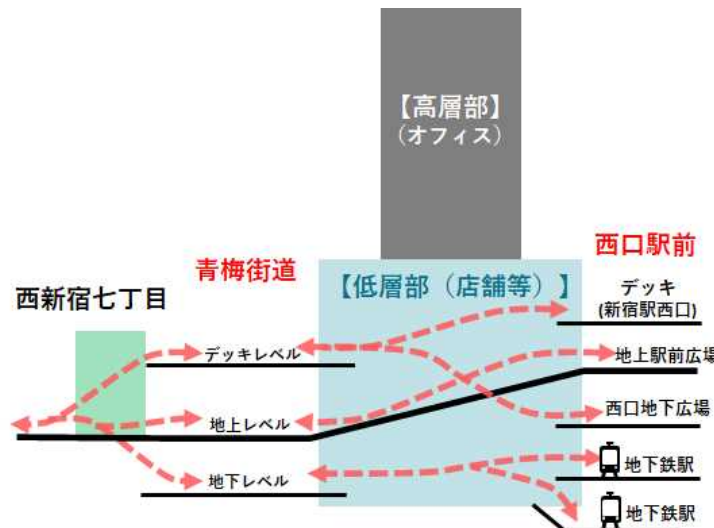 【高層部】
（オフィス）
西口駅前
青梅街道
【低層部（店舗等）】
西新宿七丁目
デッキ
(新宿駅西口)
デッキレベル
地上駅前広場
地上レベル
西口地下広場
地下レベル
地下鉄駅
地下鉄駅